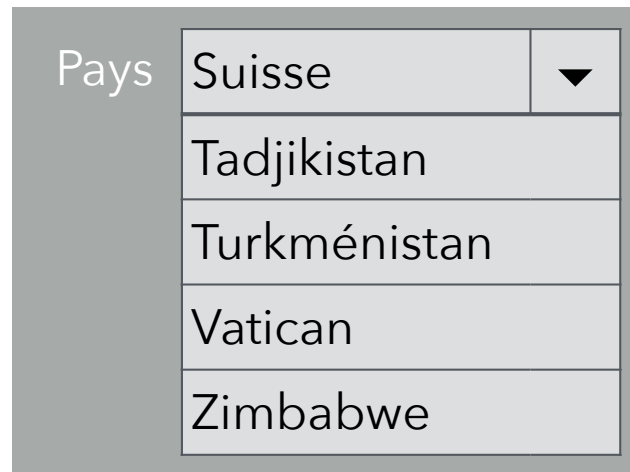 Pays Suisse
Tadjikistan
Turkménistan
Vatican
Zimbabwe